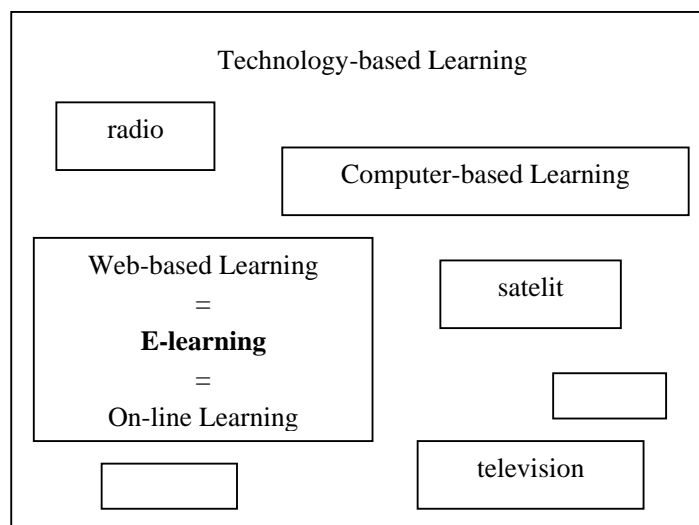 Technology-based Learning
radio
Computer-based Learning
Web-based Learning
=
E-learning
=
On-line Learning
satelit
television